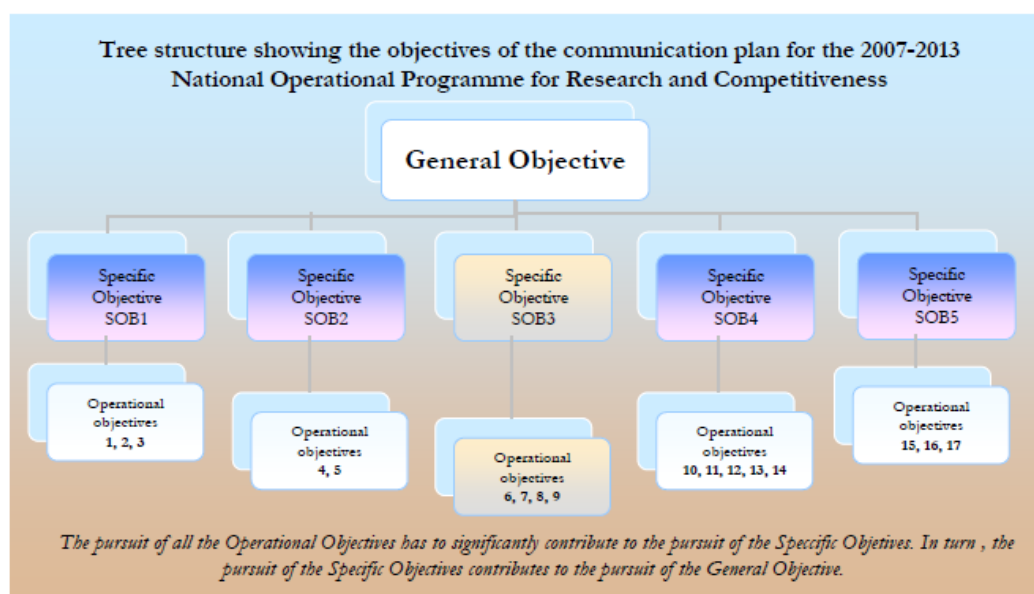 Tree structure showing the objectives of the communication plan for the 2007-2013
National Operational Programme for Research and Competitiveness
General Objective
Specific
Objective
SOB1
Specific
Objective
SOB2
Specific
Objective
SOB3
Specific
Objective
SOB4
Specific
Objective
SOB5
Operational
objectives
1, 2, 3
Operational
objectives
4, 5
Operational
objectives
6, 7, 8, 9
Operational
objectives
10, 11, 12, 13, 14
Operational
objectives
15, 16, 17
The pursuit of all the Operational Objectives has to significantly contribute to the pursuit of the Speccific Objetives. In turn , the
pursuit of the Specific Objectives contributes to the pursuit of the General Objective.